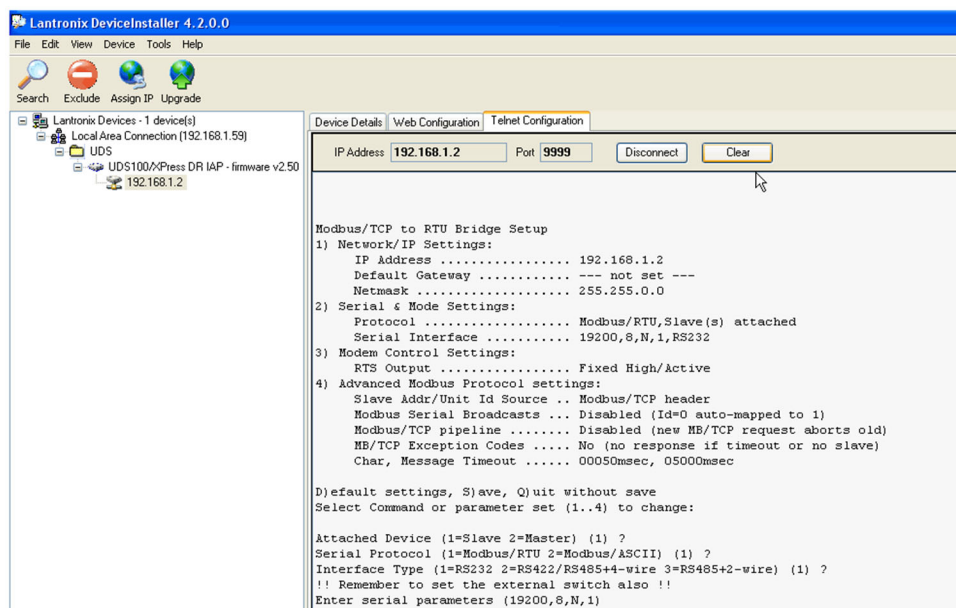 Lantronix DeviceInstaller 4.2.0.0
File Edit View Device Tools Help
Search Exclude Assign IP Upgrade
Lantronix Devices - 1 device(s)
Local Area Connection (192.168.1.59)
UDS
UDS100/XPress DR IAP - firmware v2.50
192.168.1.2
Device Details Web Configuration Telnet Configuration
IP Address 192.168.1.2 Port 9999 Disconnect Clear
Modbus/TCP to RTU Bridge Setup
1) Network/IP Settings:
IP Address ................. 192.168.1.2
Default Gateway ............ --- not set ---
Netmask .................... 255.255.0.0
2) Serial & Mode Settings:
Protocol ................... Modbus/RTU,Slave(s) attached
Serial Interface ........... 19200,8,N,1,RS232
3) Modem Control Settings:
RTS Output ................. Fixed High/Active
4) Advanced Modbus Protocol settings:
Slave Addr/Unit Id Source .. Modbus/TCP header
Modbus Serial Broadcasts ... Disabled (Id=0 auto-mapped to 1)
Modbus/TCP pipeline ........ Disabled (new MB/TCP request aborts old)
MB/TCP Exception Codes ..... No (no response if timeout or no slave)
Char, Message Timeout ...... 00050msec, 05000msec
D)efault settings, S)ave, Q)uit without save
Select Command or parameter set (1..4) to change:
Attached Device (1=Slave 2=Master) (1) ?
Serial Protocol (1=Modbus/RTU 2=Modbus/ASCII) (1) ?
Interface Type (1=RS232 2=RS422/RS485+4-wire 3=RS485+2-wire) (1) ?
!! Remember to set the external switch also !!
Enter serial parameters (19200,8,N,1)